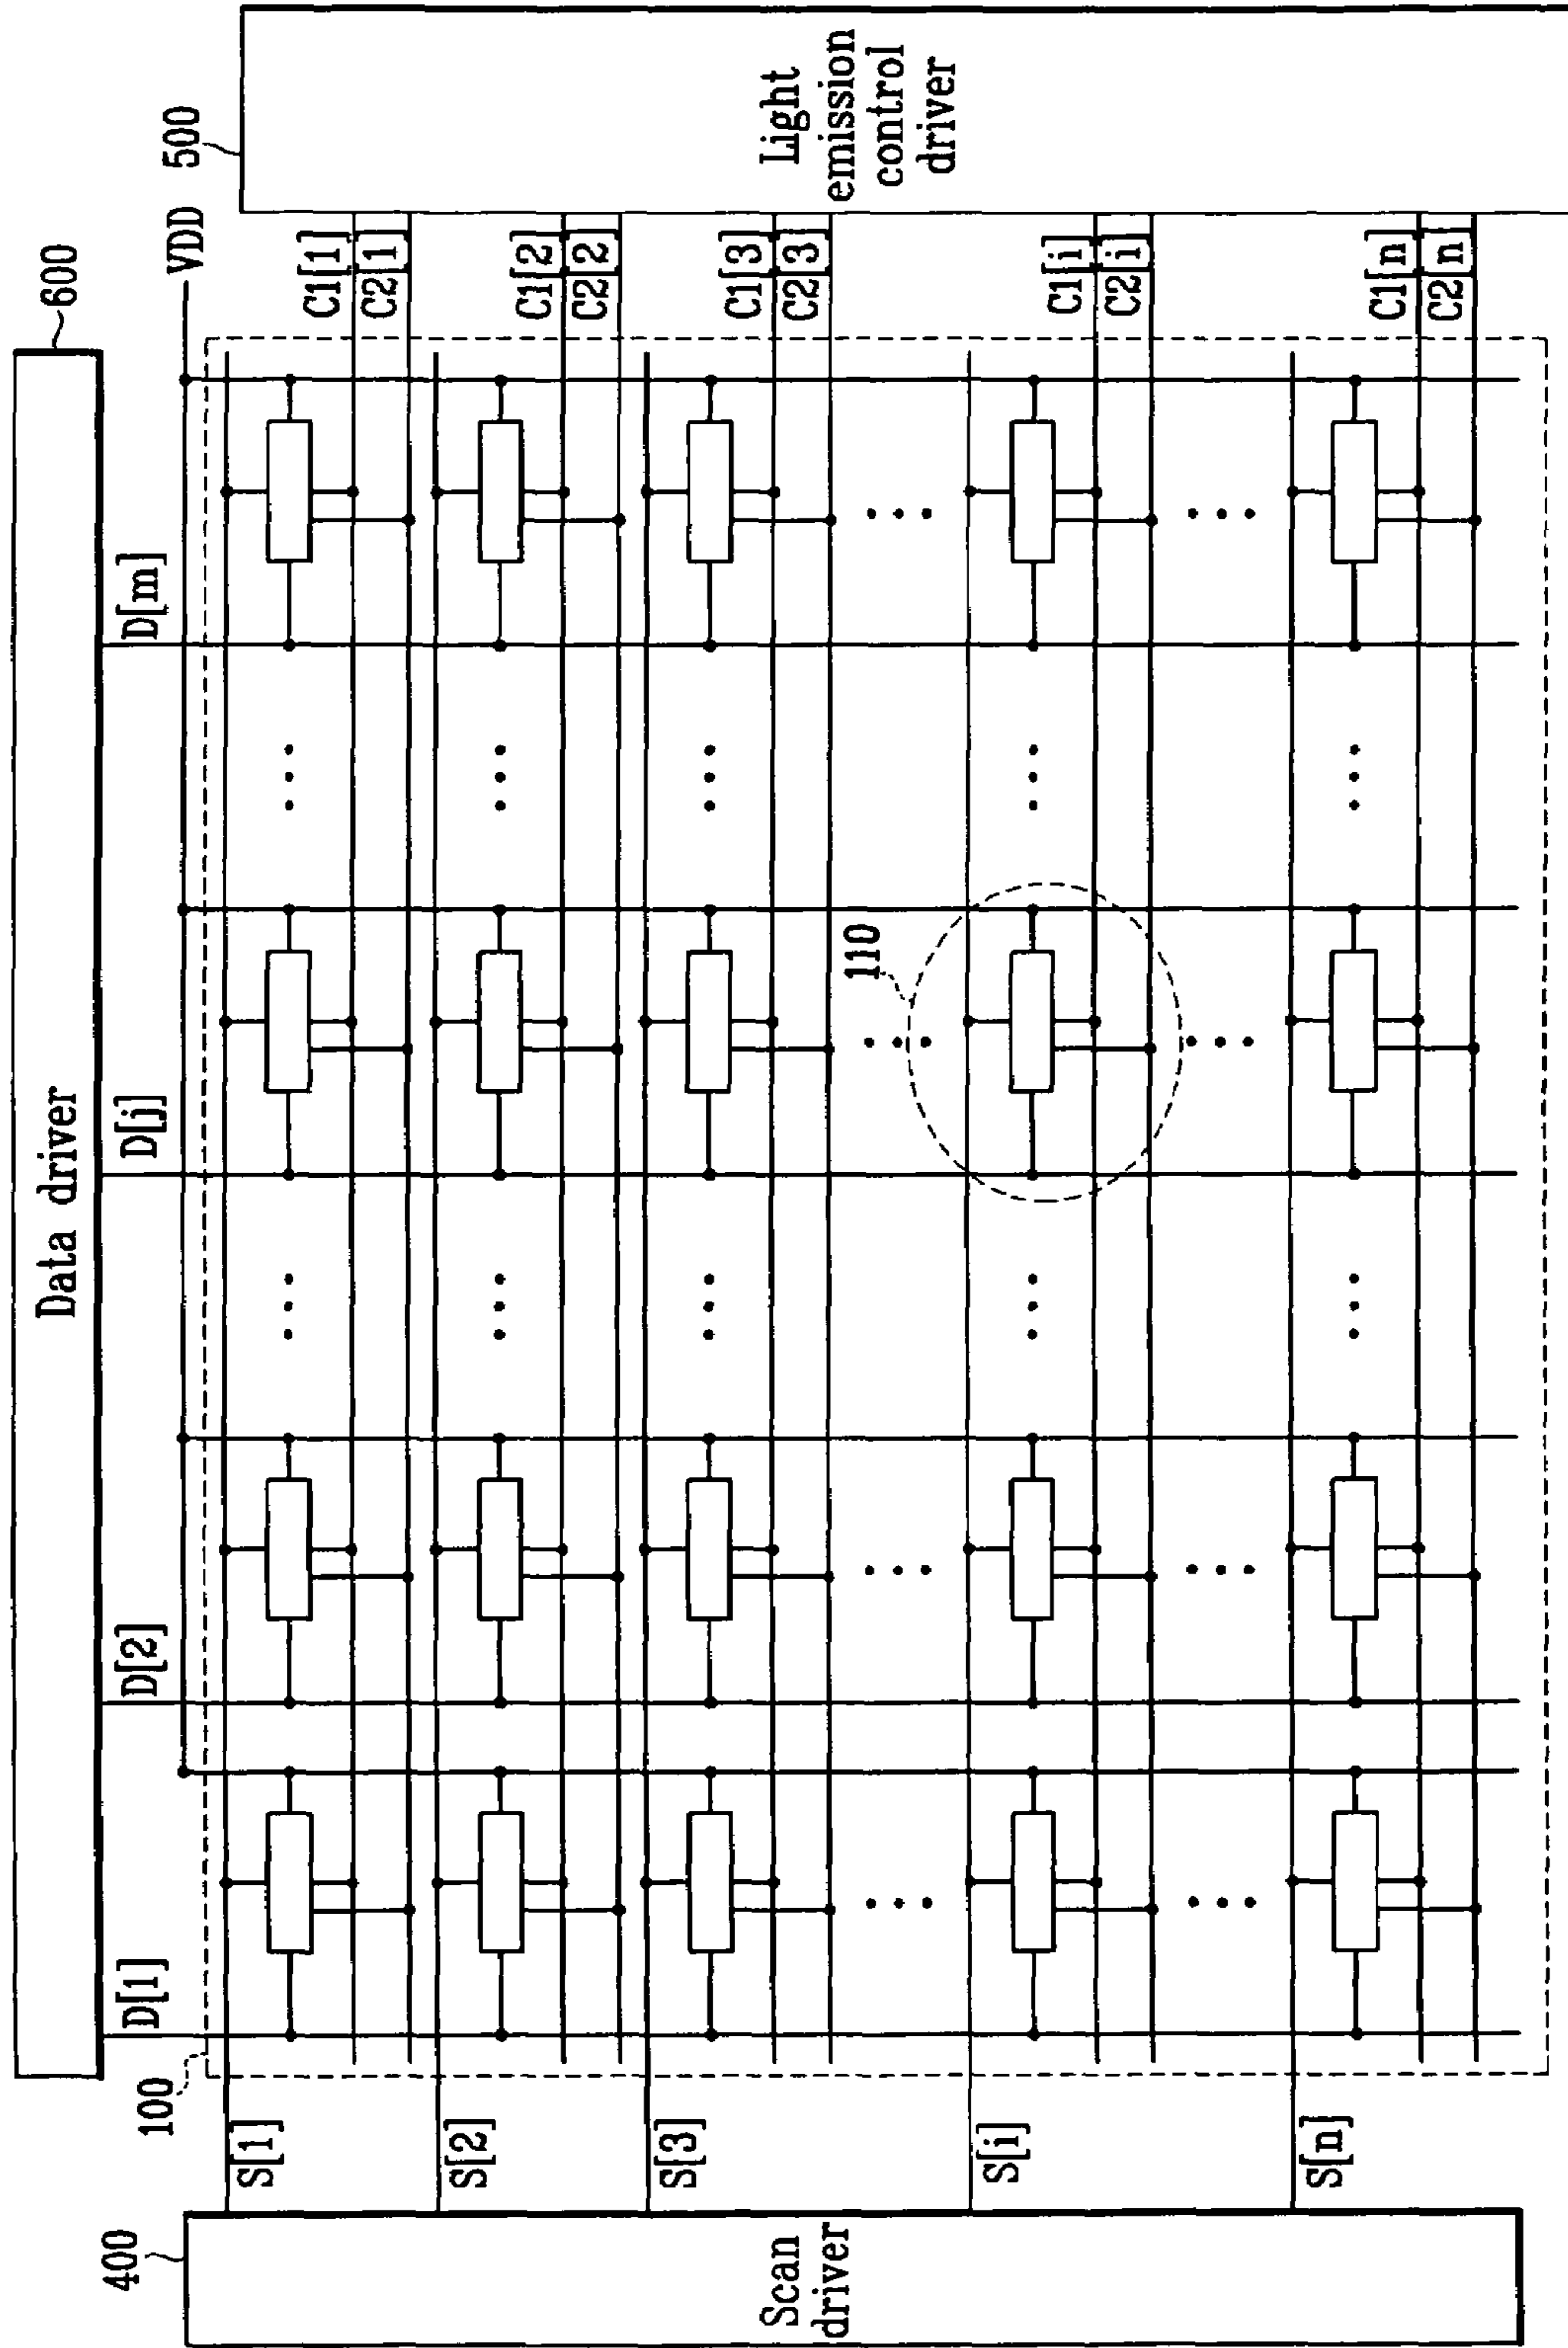 600
Data driver
500
VDD
D[1]
D[2]
D[j]
D[m]
100
400
Scan
driver
S[1]
S[2]
S[3]
S[i]
S[n]
110
C1[1]
C2[1]
C1[2]
C2[2]
C1[3]
C2[3]
C1[i]
C2[i]
C1[n]
C2[n]
Light
emission
control
driver